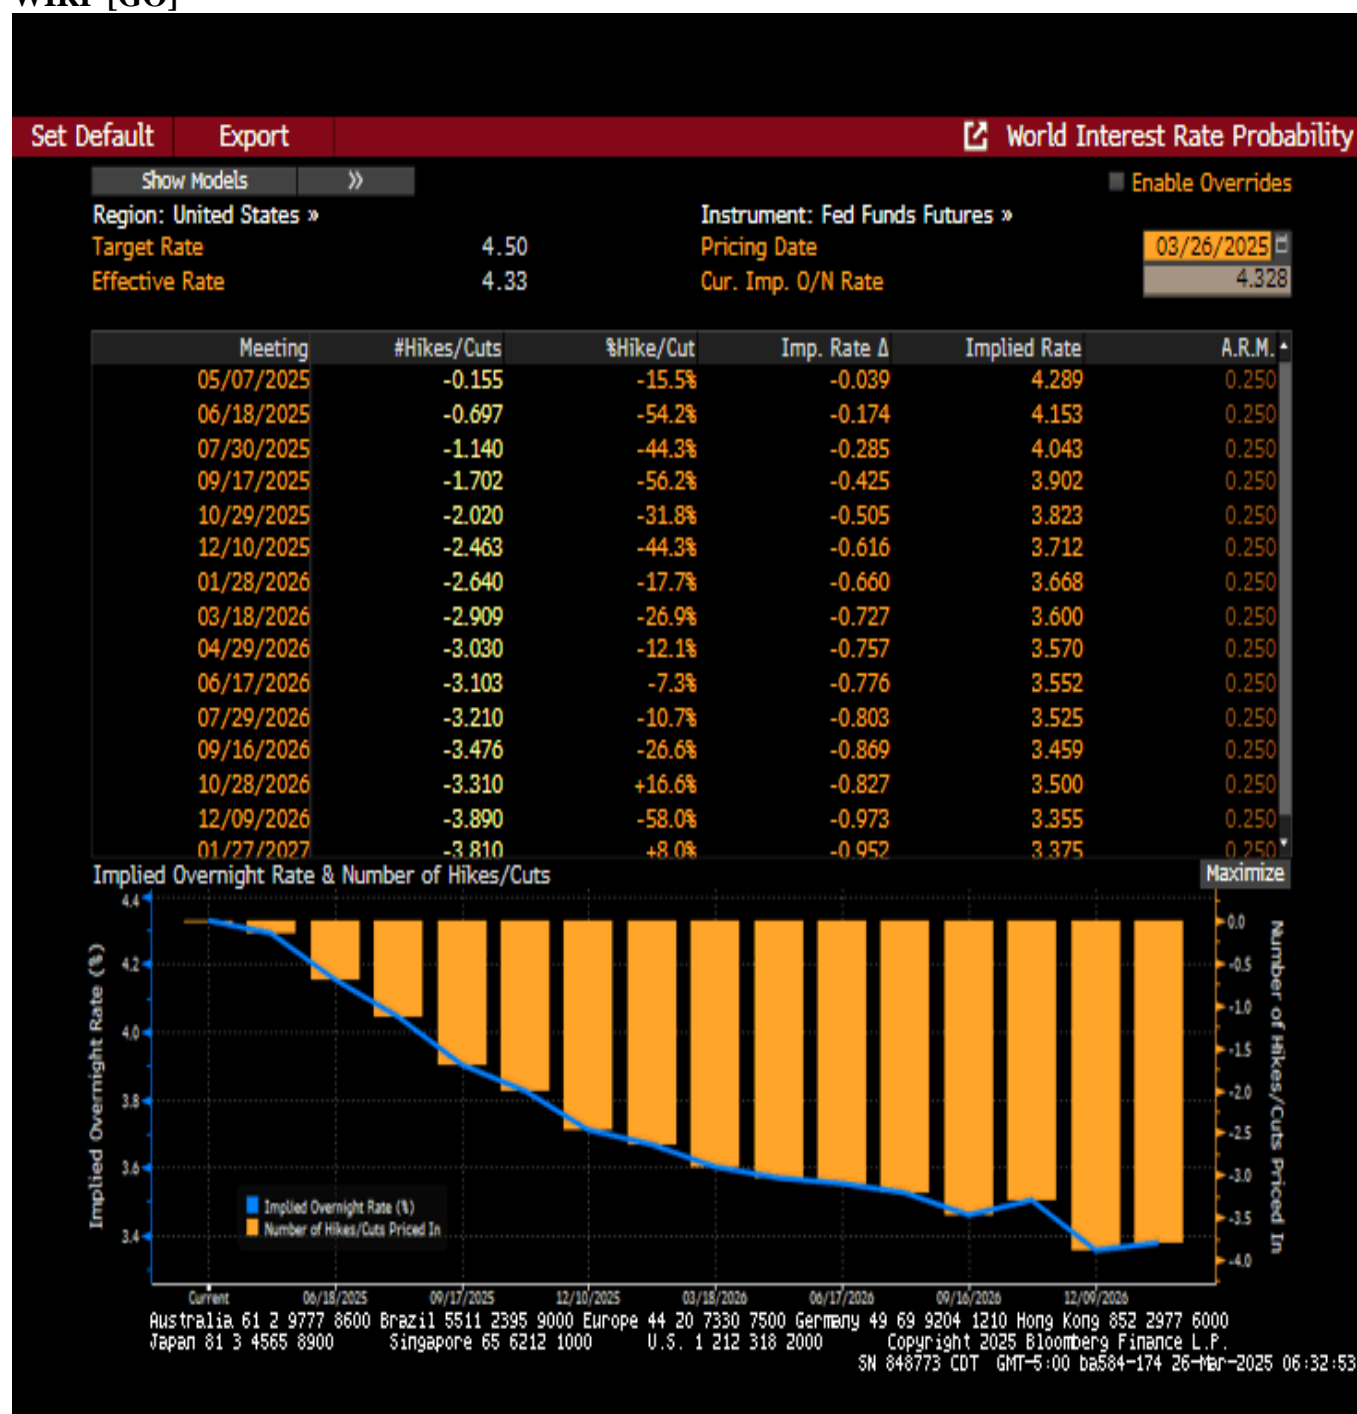 WIRP [GO]
Set Default Export World Interest Rate Probability
Show Models » Enable Overrides
Region: United States » Instrument: Fed Funds Futures »
Target Rate 4.50 Pricing Date 03/26/2025
Effective Rate 4.33 Cur. Imp. O/N Rate 4.328
Meeting #Hikes/Cuts %Hike/Cut Imp. Rate Δ Implied Rate A.R.M.
05/07/2025 -0.155 -15.5% -0.039 4.289 0.250
06/18/2025 -0.697 -54.2% -0.174 4.153 0.250
07/30/2025 -1.140 -44.3% -0.285 4.043 0.250
09/17/2025 -1.702 -56.2% -0.425 3.902 0.250
10/29/2025 -2.020 -31.8% -0.505 3.823 0.250
12/10/2025 -2.463 -44.3% -0.616 3.712 0.250
01/28/2026 -2.640 -17.7% -0.660 3.668 0.250
03/18/2026 -2.909 -26.9% -0.727 3.600 0.250
04/29/2026 -3.030 -12.1% -0.757 3.570 0.250
06/17/2026 -3.103 -7.3% -0.776 3.552 0.250
07/29/2026 -3.210 -10.7% -0.803 3.525 0.250
09/16/2026 -3.476 -26.6% -0.869 3.459 0.250
10/28/2026 -3.310 +16.6% -0.827 3.500 0.250
12/09/2026 -3.890 -58.0% -0.973 3.355 0.250
01/27/2027 -3.810 +8.0% -0.952 3.375 0.250
Implied Overnight Rate & Number of Hikes/Cuts Maximize
Implied Overnight Rate (%)
4.4
4.2
4.0
3.8
3.6
3.4
Implied Overnight Rate (%)
Number of Hikes/Cuts Priced In
0.0
-0.5
-1.0
-1.5
-2.0
-2.5
-3.0
-3.5
-4.0
Number of Hikes/Cuts Priced In
Current 06/18/2025 09/17/2025 12/10/2025 03/18/2026 06/17/2026 09/16/2026 12/09/2026
Australia 61 2 9777 8600 Brazil 5511 2395 9000 Europe 44 20 7330 7500 Germany 49 69 9204 1210 Hong Kong 852 2977 6000
Japan 81 3 4565 8900 Singapore 65 6212 1000 U.S. 1 212 318 2000 Copyright 2025 Bloomberg Finance L.P.
SN 848773 CDT GMT-5:00 ba584-174 26-Mar-2025 06:32:53